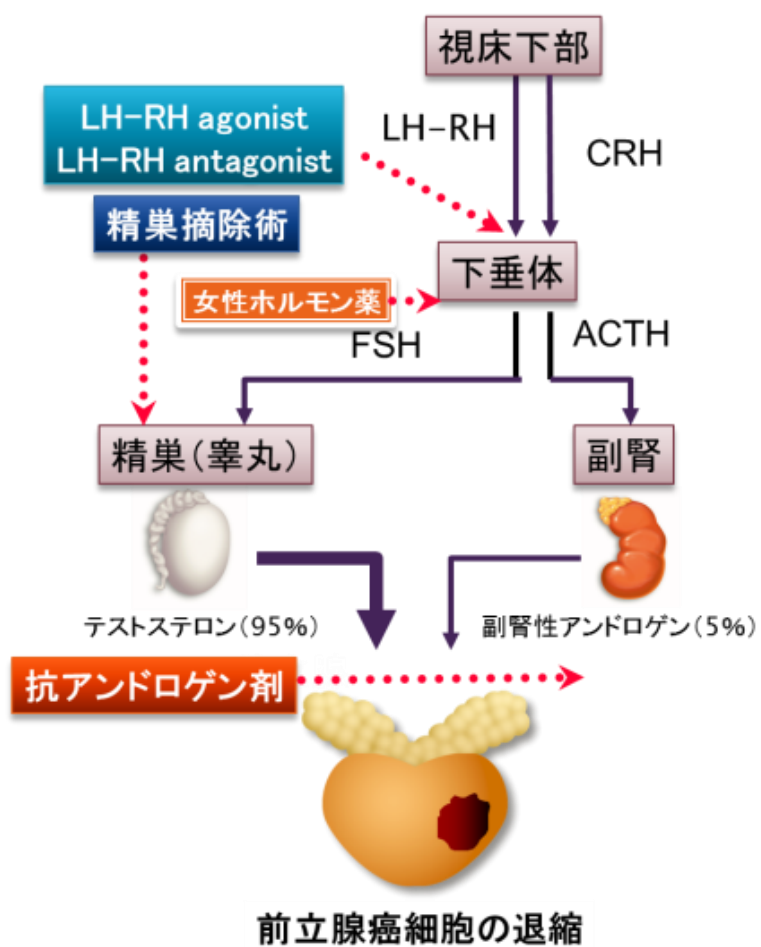 視床下部
LH-RH agonist
LH-RH antagonist
LH-RH
CRH
精巣摘除術
下垂体
女性ホルモン薬
FSH
ACTH
精巣(睾丸)
副腎
テストステロン(95%)
副腎性アンドロゲン(5%)
抗アンドロゲン剤
前立腺癌細胞の退縮